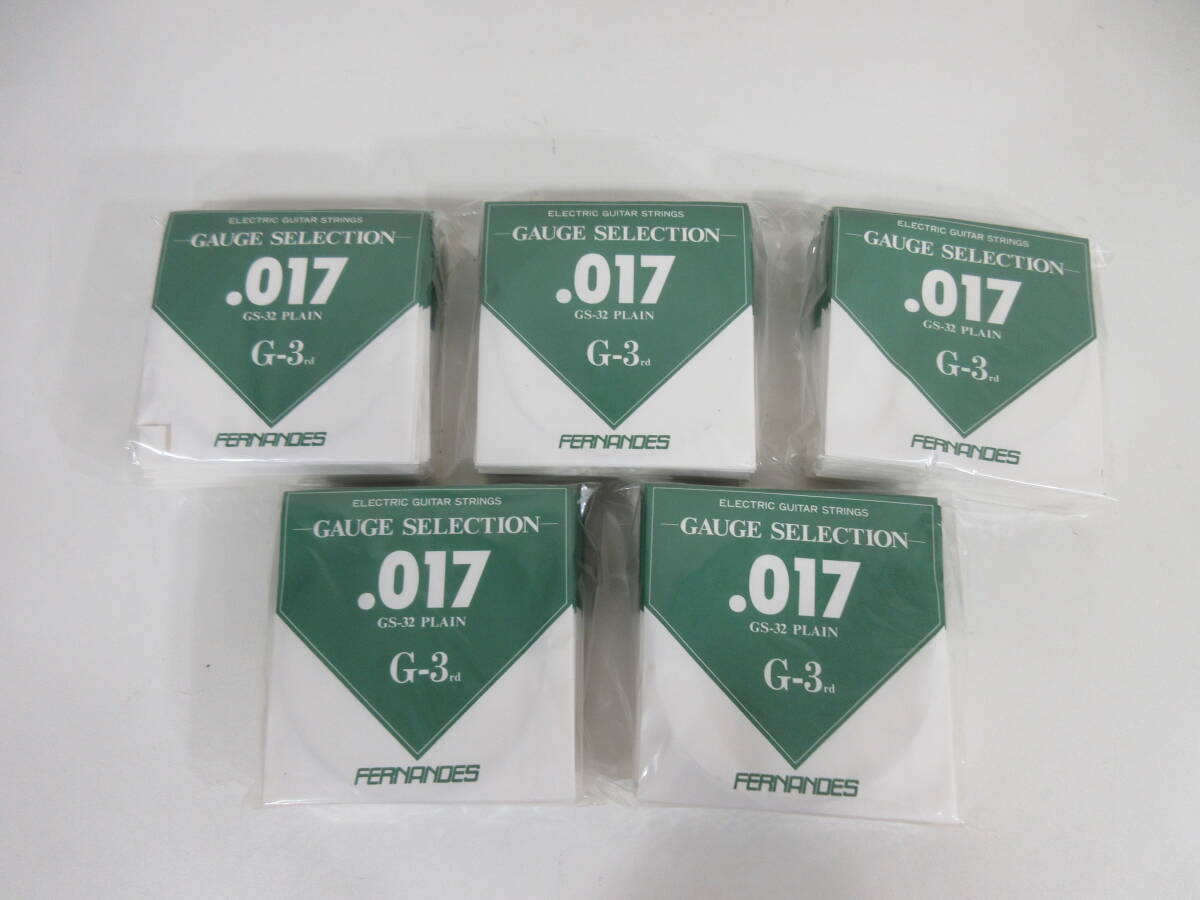 ELECTRIC GUITAR STRINGS
GAUGE SELECTION
.017
GS-32 PLAIN
G-3rd
FERNANDES
ELECTRIC GUITAR STRINGS
GAUGE SELECTION
.017
GS-32 PLAIN
G-3rd
FERNANDES
ELECTRIC GUITAR STRINGS
GAUGE SELECTION
.017
GS-32 PLAIN
G-3rd
FERNANDES
ELECTRIC GUITAR STRINGS
GAUGE SELECTION
.017
GS-32 PLAIN
G-3rd
FERNANDES
ELECTRIC GUITAR STRINGS
GAUGE SELECTION
.017
GS-32 PLAIN
G-3rd
FERNANDES